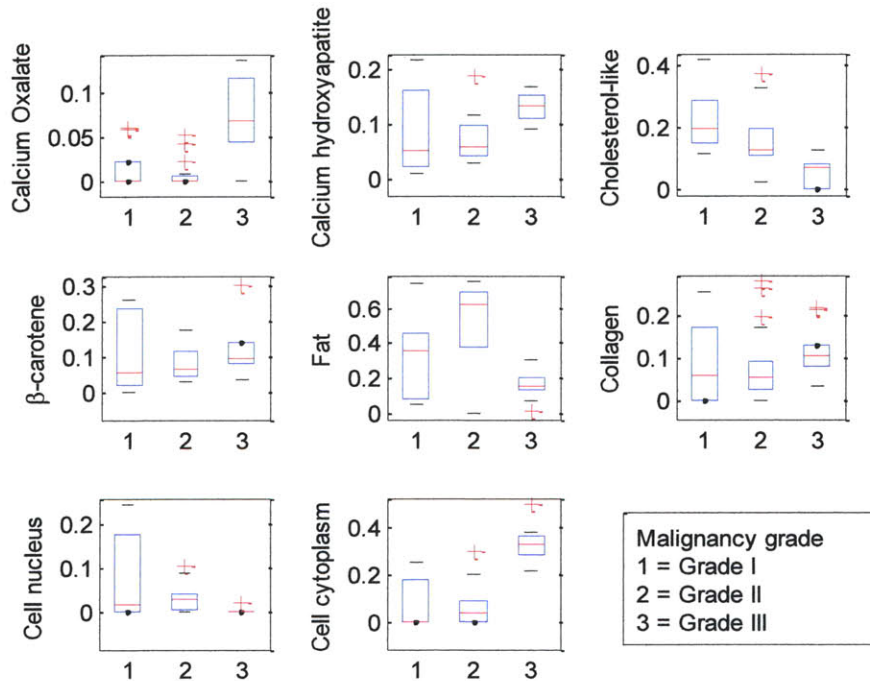 Calcium Oxalate
0.1
0.05
0
1 2 3
Calcium hydroxyapatite
0.2
0.1
0
1 2 3
Cholesterol-like
0.4
0.2
0
1 2 3
β-carotene
0.3
0.2
0.1
0
1 2 3
Fat
0.6
0.4
0.2
0
1 2 3
Collagen
0.2
0.1
0
1 2 3
Cell nucleus
0.2
0.1
0
1 2 3
Cell cytoplasm
0.4
0.2
0
1 2 3
Malignancy grade
1 = Grade I
2 = Grade II
3 = Grade III